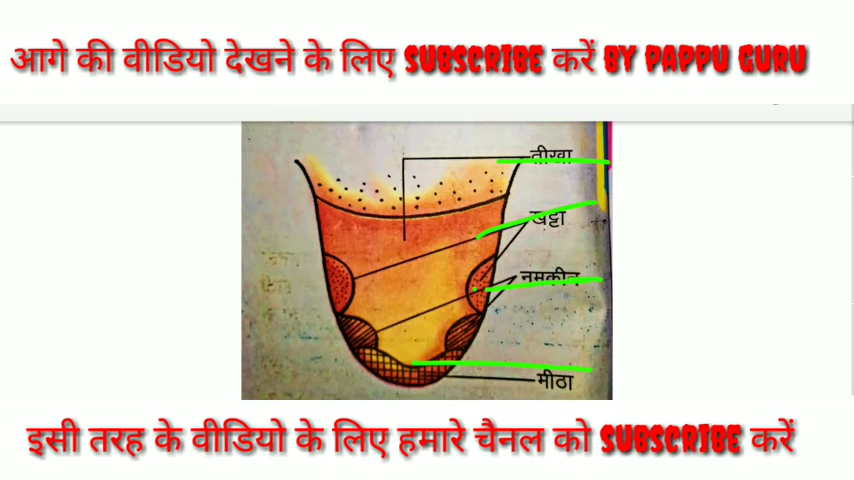 आगे की वीडियो देखने के लिए SUBSCRIBE करें BY PAPPU GURU
तीखा
खट्टा
नमकीन
मीठा
इसी तरह के वीडियो के लिए हमारे चैनल को SUBSCRIBE करें